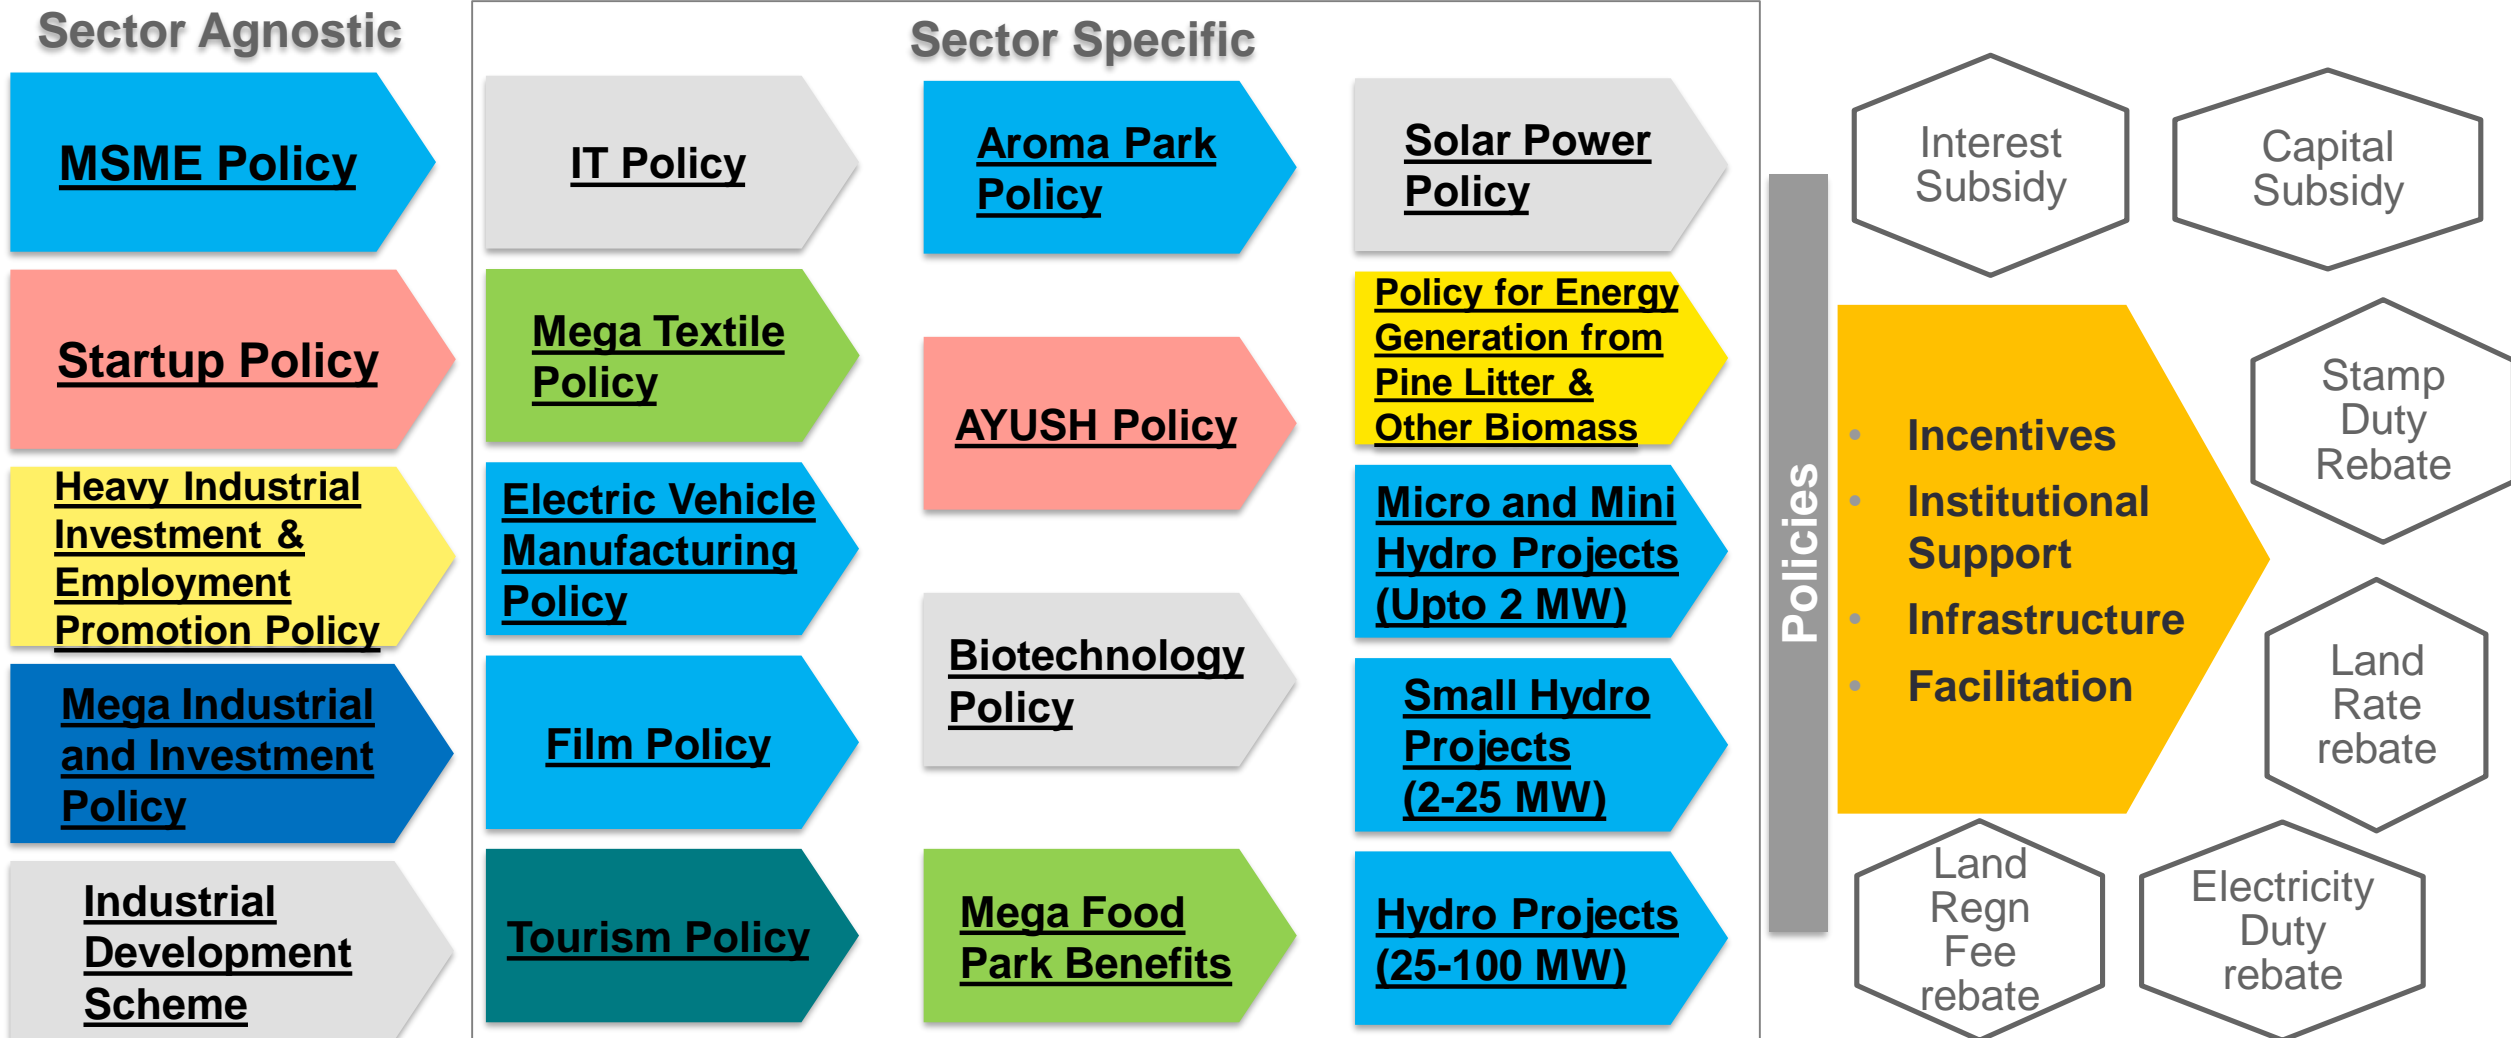 Sector Agnostic
MSME Policy
Startup Policy
Heavy Industrial
Investment &
Employment
Promotion Policy
Mega Industrial
and Investment
Policy
Industrial
Development
Scheme
Sector Specific
IT Policy
Mega Textile
Policy
Electric Vehicle
Manufacturing
Policy
Film Policy
Tourism Policy
Aroma Park
Policy
AYUSH Policy
Biotechnology
Policy
Mega Food
Park Benefits
Solar Power
Policy
Policy for Energy
Generation from
Pine Litter &
Other Biomass
Micro and Mini
Hydro Projects
(Upto 2 MW)
Small Hydro
Projects
(2-25 MW)
Hydro Projects
(25-100 MW)
Policies
• Incentives
• Institutional
Support
• Infrastructure
• Facilitation
Interest
Subsidy
Capital
Subsidy
Stamp
Duty
Rebate
Land
Rate
rebate
Land
Regn
Fee
rebate
Electricity
Duty
rebate